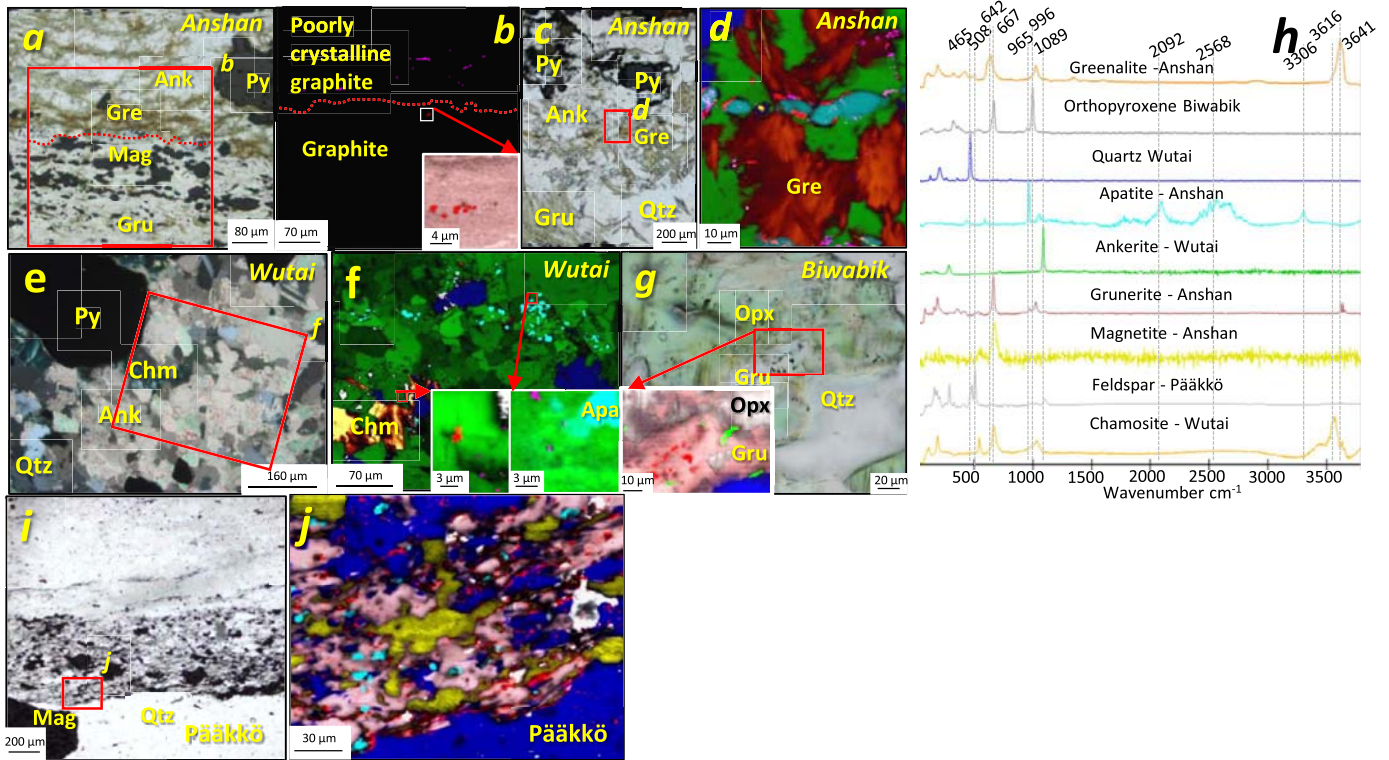 a
Anshan
b
Ank
Py
Gre
Mag
Gru
80 µm
Poorly
crystalline
graphite
b
Graphite
70 µm
4 µm
c
Anshan
Py
Py
Ank
d
Gre
Gru
Qtz
200 µm
d
Anshan
Gre
10 µm
e
Wutai
Py
f
Chm
Ank
Qtz
160 µm
f
Wutai
Chm
Apa
70 µm
3 µm
3 µm
g
Biwabik
Opx
Gru
Qtz
Opx
Gru
10 µm
20 µm
h
465
508
642
667
965
996
1089
2092
2568
3306
3616
3641
Greenalite -Anshan
Orthopyroxene Biwabik
Quartz Wutai
Apatite - Anshan
Ankerite - Wutai
Grunerite - Anshan
Magnetite - Anshan
Feldspar - Pääkkö
Chamosite - Wutai
500 1000 1500 2000 2500 3000 3500
Wavenumber cm-1
i
j
Mag
Qtz
Pääkkö
200 µm
j
30 µm
Pääkkö